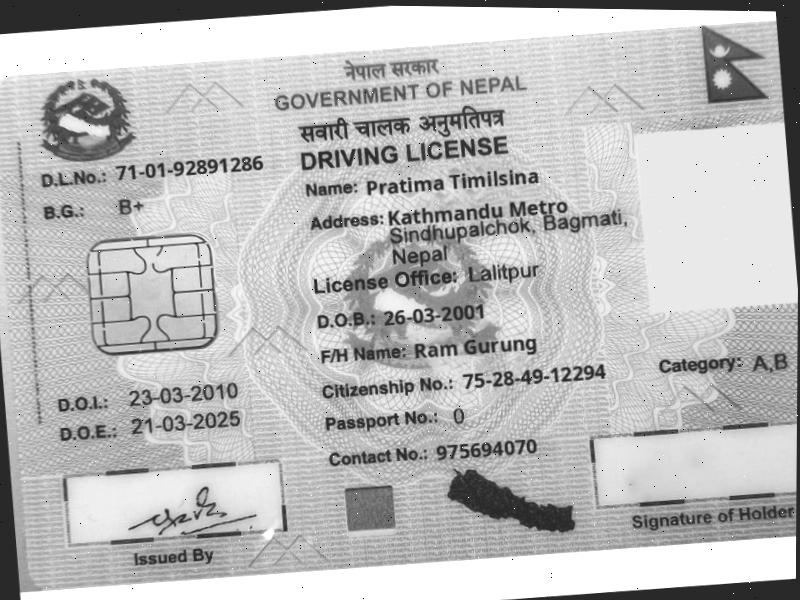 नेपाल सरकार
GOVERNMENT OF NEPAL
सवारी चालक अनुमतिपत्र
DRIVING LICENSE
D.L.No.: 71-01-92891286
B.G.: B+
Name: Pratima Timilsina
Address: Kathmandu Metro
Sindhupalchok, Bagmati,
Nepal
License Office: Lalitpur
D.O.B.: 26-03-2001
F/H Name: Ram Gurung
Citizenship No.: 75-28-49-12294
Category: A,B
Passport No.: 0
Contact No.: 975694070
D.O.I.: 23-03-2010
D.O.E.: 21-03-2025
Issued By
Signature of Holder